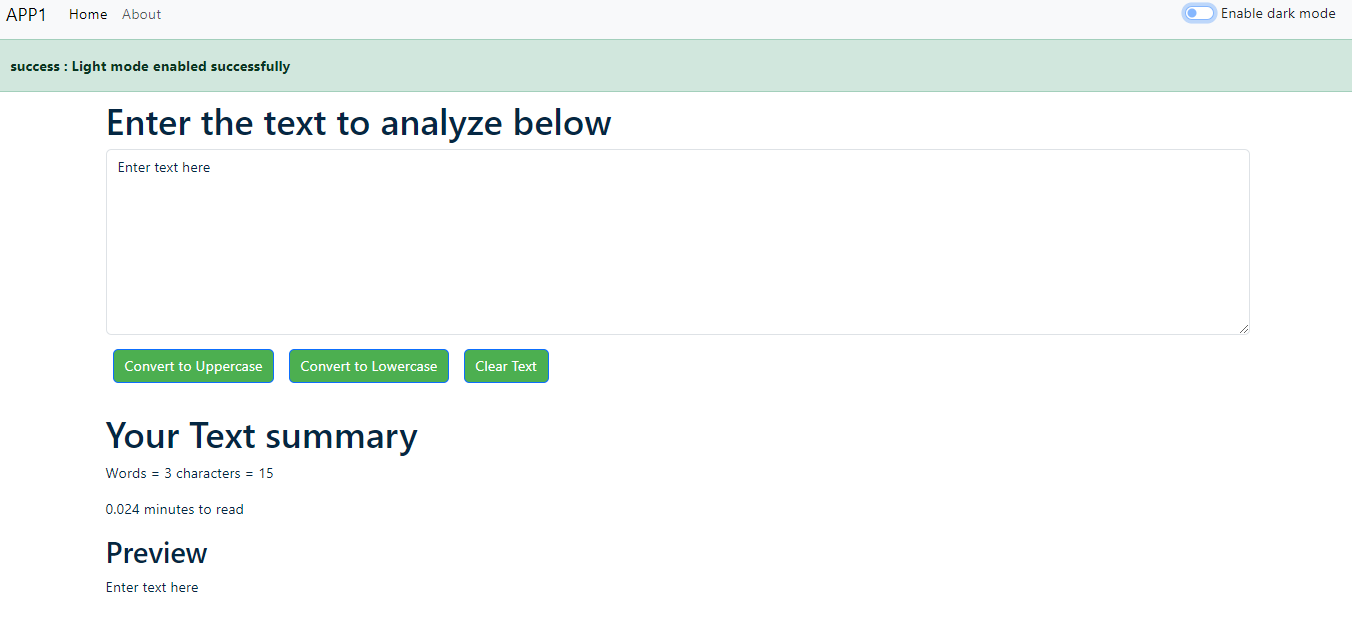 APP1 Home About Enable dark mode
success : Light mode enabled successfully
Enter the text to analyze below
Enter text here
Convert to Uppercase Convert to Lowercase Clear Text
Your Text summary
Words = 3 characters = 15
0.024 minutes to read
Preview
Enter text here